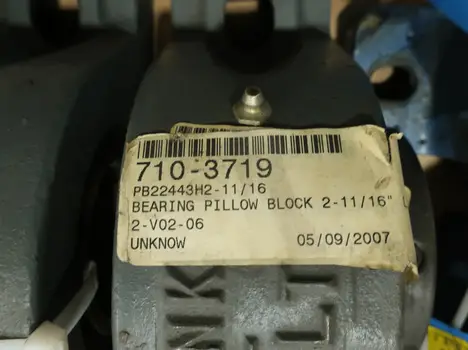 710-3719
PB22443H2-11/16
BEARING PILLOW BLOCK 2-11/16"
2-V02-06
UNKNOW 05/09/2007